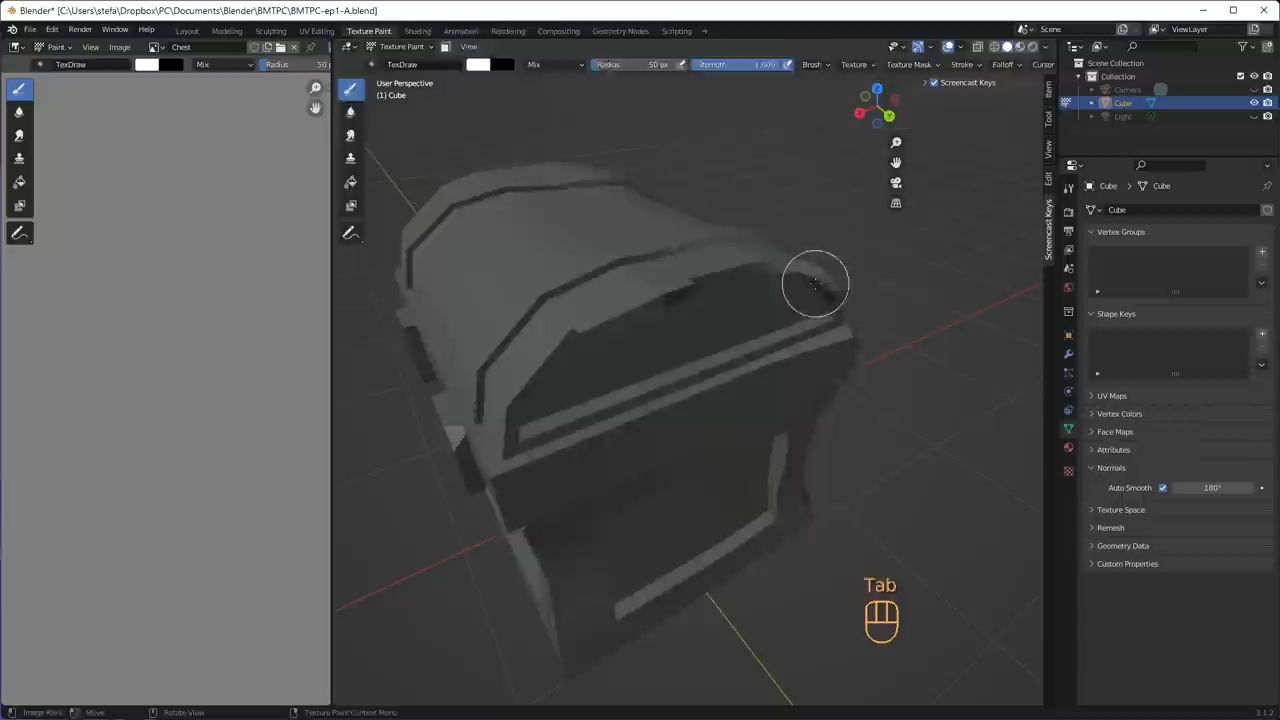 Blender* [C:\Users\stefa\Dropbox\PC\Documents\Blender\BMTPC\BMTPC-ep1-A.blend]
File Edit Render Window Help Layout Modeling Sculpting UV Editing Texture Paint Shading Animation Rendering Compositing Geometry Nodes Scripting + Scene ViewLayer
Paint View Image Chest Texture Paint View
TexDraw Mix Radius 50 p TexDraw Mix Radius 50 px Strength 1.000 Brush Texture Texture Mask Stroke Falloff Cursor
User Perspective
(1) Cube
Screencast Keys
Item
Tool
View
Edit
Screencast Keys
Scene Collection
Collection
Camera
Cube
Light
Cube Cube
Cube
Vertex Groups
Shape Keys
UV Maps
Vertex Colors
Face Maps
Attributes
Normals
Auto Smooth 180°
Texture Space
Remesh
Geometry Data
Custom Properties
Tab
Move Rotate View Texture Paint Context Menu 3.1.2